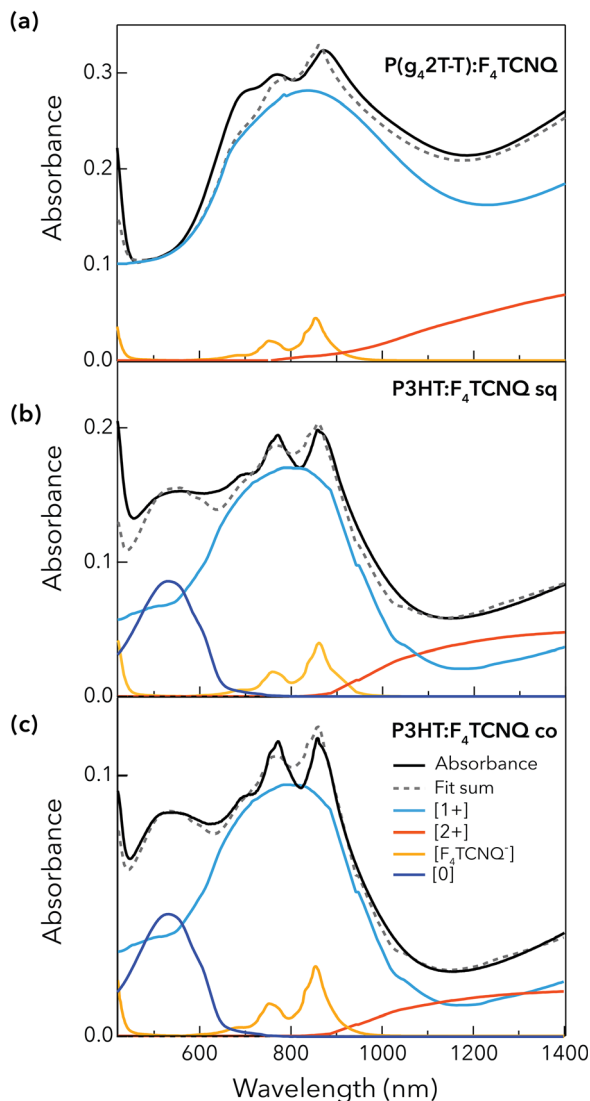 (a)
P(g₄2T-T):F₄TCNQ
0.3
0.2
0.1
0.0
Absorbance
(b)
P3HT:F₄TCNQ sq
0.2
0.1
0.0
Absorbance
(c)
P3HT:F₄TCNQ co
Absorbance
Fit sum
[1+]
[2+]
[F₄TCNQ⁻]
[0]
0.1
0.0
Absorbance
600 800 1000 1200 1400
Wavelength (nm)